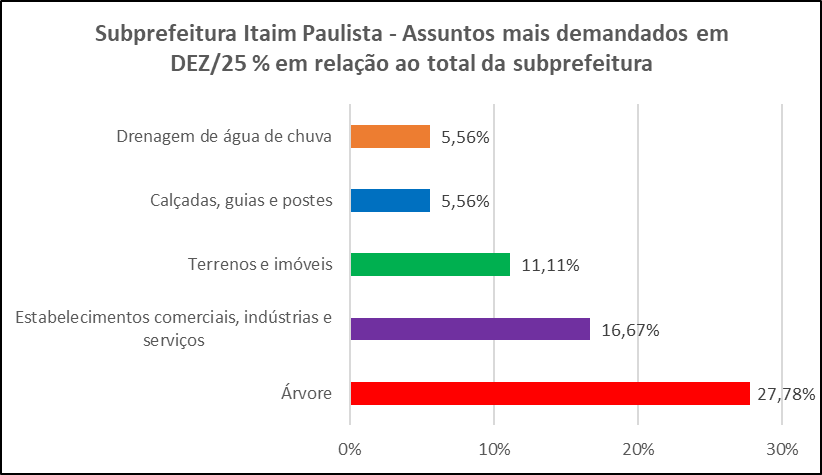 Subprefeitura Itaim Paulista - Assuntos mais demandados em
DEZ/25 % em relação ao total da subprefeitura
Drenagem de água de chuva
5,56%
Calçadas, guias e postes
5,56%
Terrenos e imóveis
11,11%
Estabelecimentos comerciais, indústrias e
serviços
16,67%
Árvore
27,78%
0%
10%
20%
30%